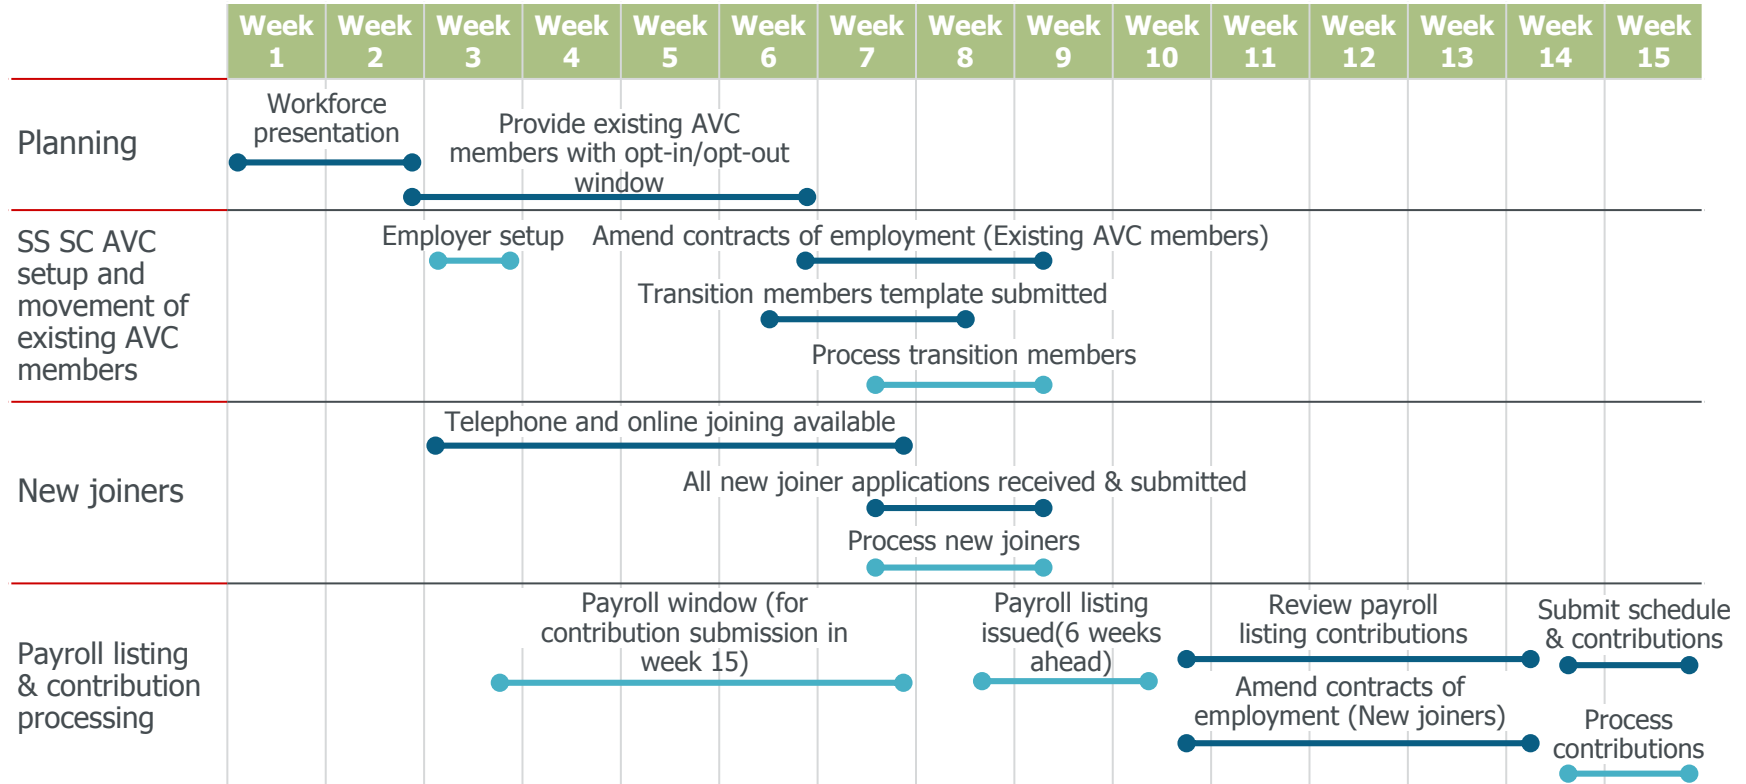 Week 1
Week 2
Week 3
Week 4
Week 5
Week 6
Week 7
Week 8
Week 9
Week 10
Week 11
Week 12
Week 13
Week 14
Week 15
Planning
Workforce
presentation
Provide existing AVC
members with opt-in/opt-out
window
SS SC AVC
setup and
movement of
existing AVC
members
Employer setup
Amend contracts of employment (Existing AVC members)
Transition members template submitted
Process transition members
New joiners
Telephone and online joining available
All new joiner applications received & submitted
Process new joiners
Payroll listing
& contribution
processing
Payroll window (for
contribution submission in
week 15)
Payroll listing
issued(6 weeks
ahead)
Review payroll
listing contributions
Submit schedule
& contributions
Amend contracts of
employment (New joiners)
Process
contributions